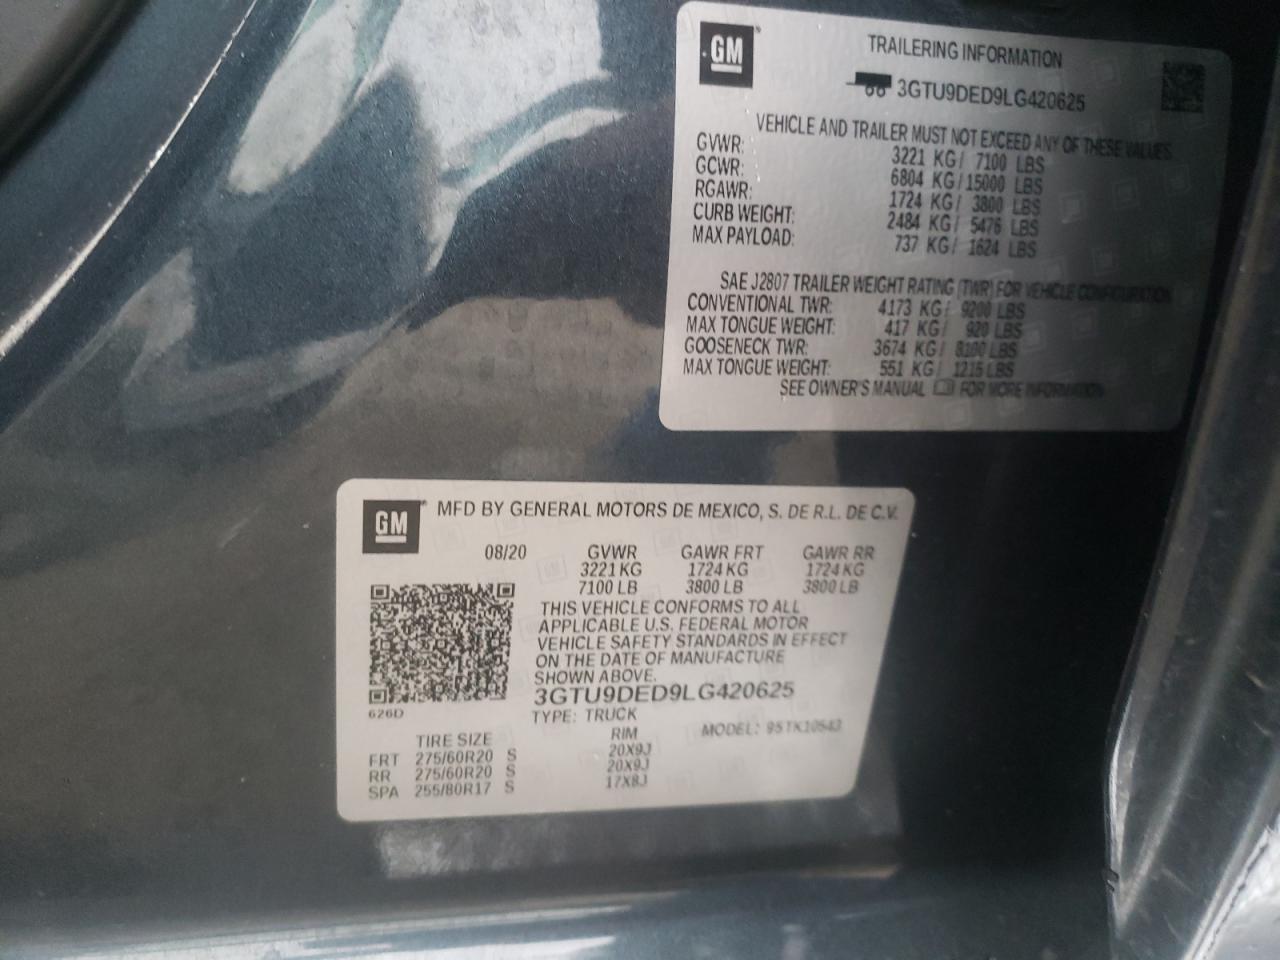 GM
TRAILERING INFORMATION
3GTU9DED9LG420625
VEHICLE AND TRAILER MUST NOT EXCEED ANY OF THESE VALUES
GVWR: 3221 KG/ 7100 LBS
GCWR: 6804 KG/ 15000 LBS
RGAWR: 1724 KG/ 3800 LBS
CURB WEIGHT: 2484 KG/ 5476 LBS
MAX PAYLOAD: 737 KG/ 1624 LBS
SAE J2807 TRAILER WEIGHT RATING (TWR) FOR VEHICLE CONFIGURATION
CONVENTIONAL TWR: 4173 KG/ 9200 LBS
MAX TONGUE WEIGHT: 417 KG/ 920 LBS
GOOSENECK TWR: 3674 KG/ 8100 LBS
MAX TONGUE WEIGHT: 551 KG/ 1215 LBS
SEE OWNER'S MANUAL FOR MORE INFORMATION
GM
MFD BY GENERAL MOTORS DE MEXICO, S. DE R.L. DE C.V.
08/20 GVWR GAWR FRT GAWR RR
3221 KG 1724 KG 1724 KG
7100 LB 3800 LB 3800 LB
THIS VEHICLE CONFORMS TO ALL
APPLICABLE U.S. FEDERAL MOTOR
VEHICLE SAFETY STANDARDS IN EFFECT
ON THE DATE OF MANUFACTURE
SHOWN ABOVE.
3GTU9DED9LG420625
626D
TYPE: TRUCK
TIRE SIZE RIM MODEL: 95TK10543
FRT 275/60R20 S 20X9J
RR 275/60R20 S 20X9J
SPA 255/80R17 S 17X8J